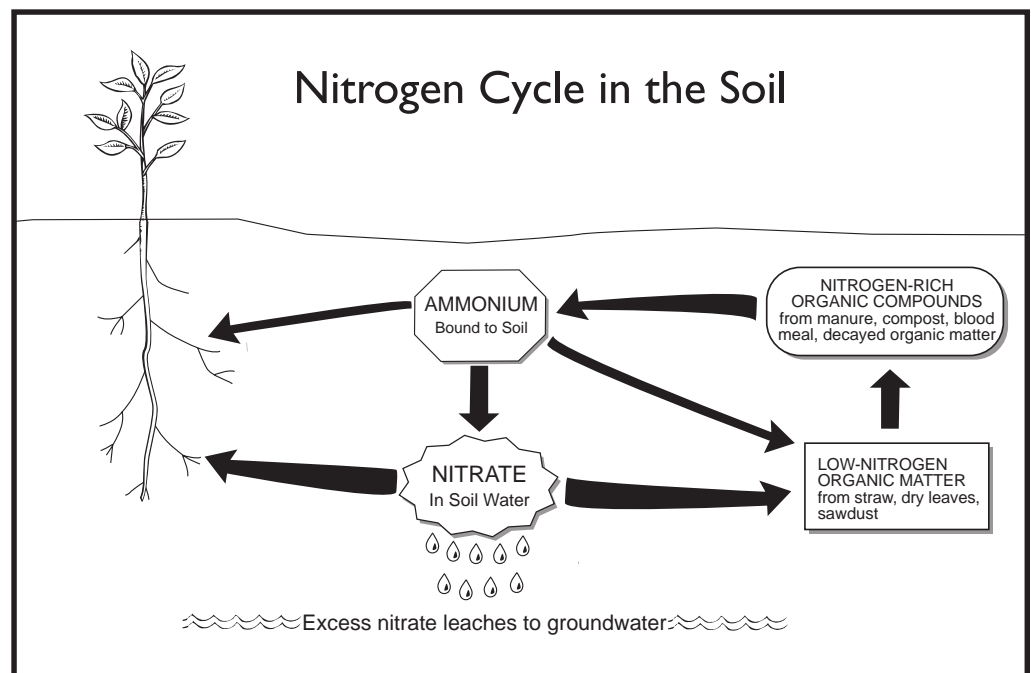 Nitrogen Cycle in the Soil
AMMONIUM
Bound to Soil
NITROGEN-RICH
ORGANIC COMPOUNDS
from manure, compost, blood
meal, decayed organic matter
NITRATE
In Soil Water
LOW-NITROGEN
ORGANIC MATTER
from straw, dry leaves,
sawdust
Excess nitrate leaches to groundwater